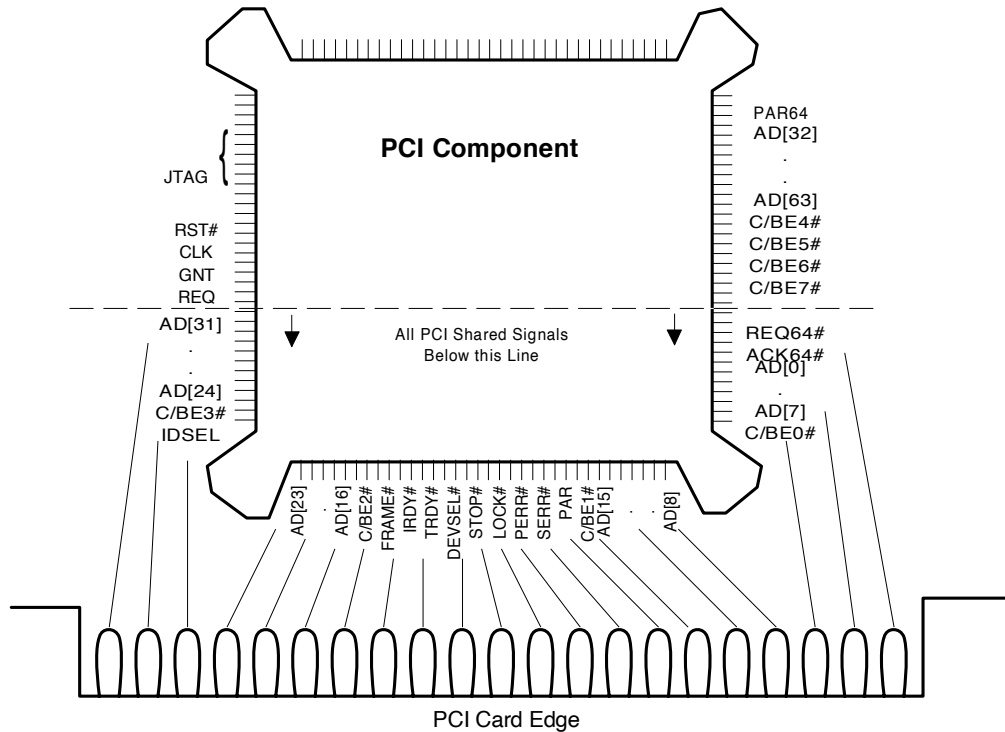 PCI Component
JTAG
{
RST#
CLK
GNT
REQ
AD[31]
.
.
AD[24]
C/BE3#
IDSEL
PAR64
AD[32]
.
.
AD[63]
C/BE4#
C/BE5#
C/BE6#
C/BE7#
All PCI Shared Signals
Below this Line
REQ64#
ACK64#
AD[0]
.
AD[7]
C/BE0#
AD[23]
.
AD[16]
C/BE2#
FRAME#
IRDY#
TRDY#
DEVSEL#
STOP#
LOCK#
PERR#
SERR#
PAR
C/BE1#
AD[15]
.
.
AD[8]
PCI Card Edge